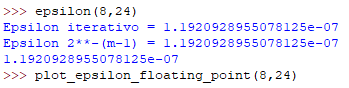 >>> epsilon(8,24)
Epsilon iterativo = 1.1920928955078125e-07
Epsilon 2**-(m-1) = 1.1920928955078125e-07
1.1920928955078125e-07
>>> plot_epsilon_floating_point(8,24)